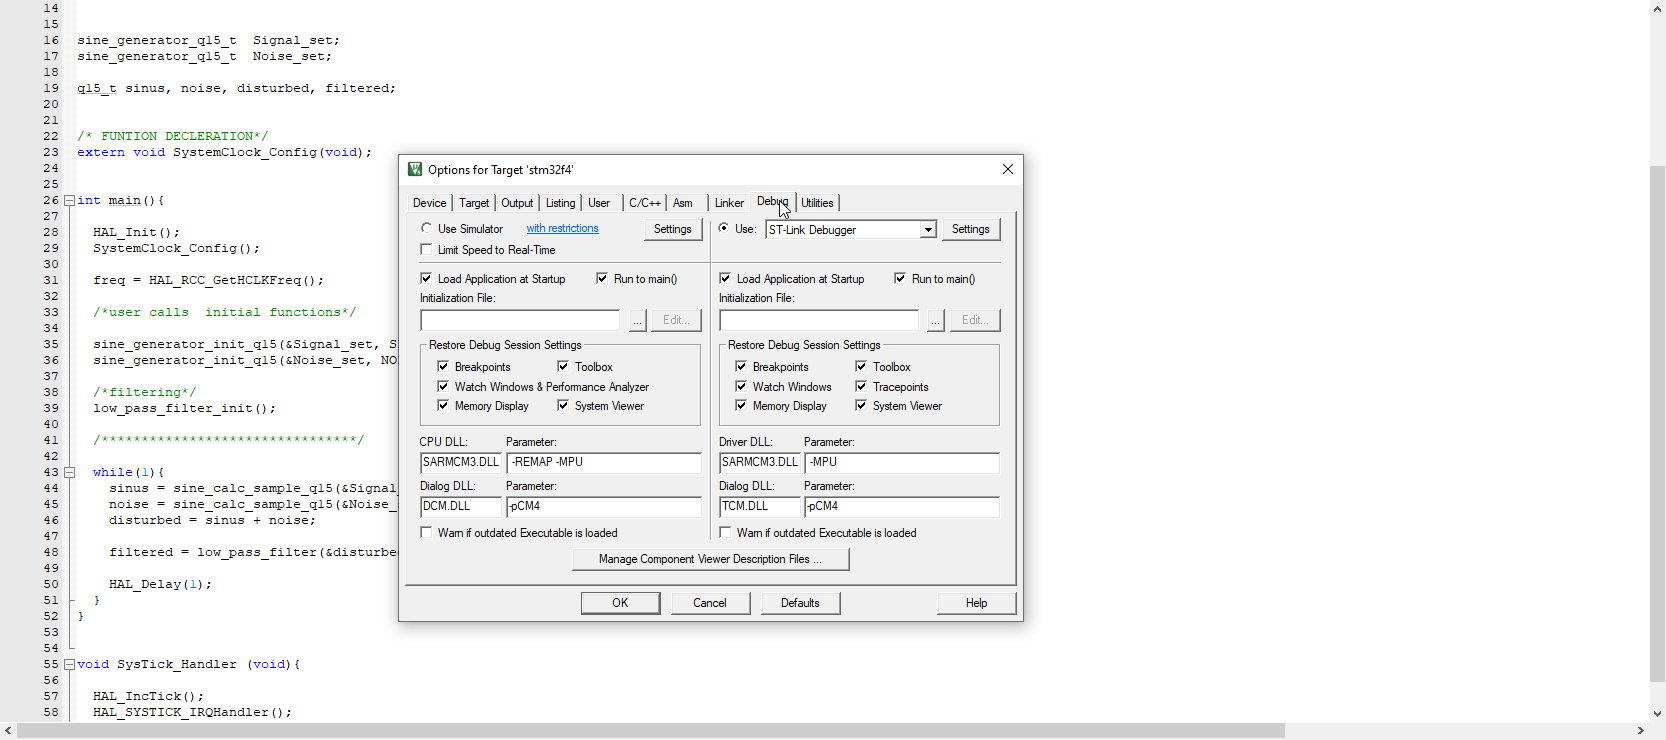 14
15
16 sine_generator_q15_t  Signal_set;
17 sine_generator_q15_t  Noise_set;
18
19 q15_t sinus, noise, disturbed, filtered;
20
21
22 /* FUNTION DECLERATION*/
23 extern void SystemClock_Config(void);
24
25
26 int main(){
27
28 HAL_Init();
29 SystemClock_Config();
30
31 freq = HAL_RCC_GetHCLKFreq();
32
33 /*user calls  initial functions*/
34
35 sine_generator_init_q15(&Signal_set, S
36 sine_generator_init_q15(&Noise_set, NO
37
38 /*filtering*/
39 low_pass_filter_init();
40
41 /********************************/
42
43 while(1){
44 sinus = sine_calc_sample_q15(&Signal_
45 noise = sine_calc_sample_q15(&Noise_
46 disturbed = sinus + noise;
47
48 filtered = low_pass_filter(&disturbe
49
50 HAL_Delay(1);
51 }
52 }
53
54
55 void SysTick_Handler (void){
56
57 HAL_IncTick();
58 HAL_SYSTICK_IRQHandler();
Options for Target 'stm32f4'
Device Target Output Listing User C/C++ Asm Linker Debug Utilities
Use Simulator with restrictions Settings
Limit Speed to Real-Time
Load Application at Startup Run to main()
Initialization File:
... Edit...
Restore Debug Session Settings
Breakpoints Toolbox
Watch Windows & Performance Analyzer
Memory Display System Viewer
CPU DLL: Parameter:
SARMCM3.DLL -REMAP -MPU
Dialog DLL: Parameter:
DCM.DLL -pCM4
Warn if outdated Executable is loaded
Use: ST-Link Debugger Settings
Load Application at Startup Run to main()
Initialization File:
... Edit...
Restore Debug Session Settings
Breakpoints Toolbox
Watch Windows Tracepoints
Memory Display System Viewer
Driver DLL: Parameter:
SARMCM3.DLL -MPU
Dialog DLL: Parameter:
TCM.DLL -pCM4
Warn if outdated Executable is loaded
Manage Component Viewer Description Files ...
OK Cancel Defaults Help